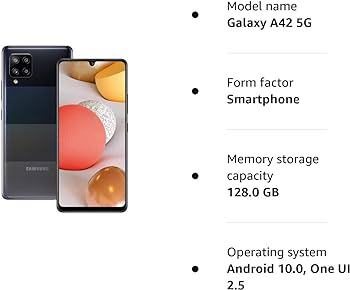 SAMSUNG
Model name
Galaxy A42 5G
Form factor
Smartphone
Memory storage
capacity
128.0 GB
Operating system
Android 10.0, One UI
2.5